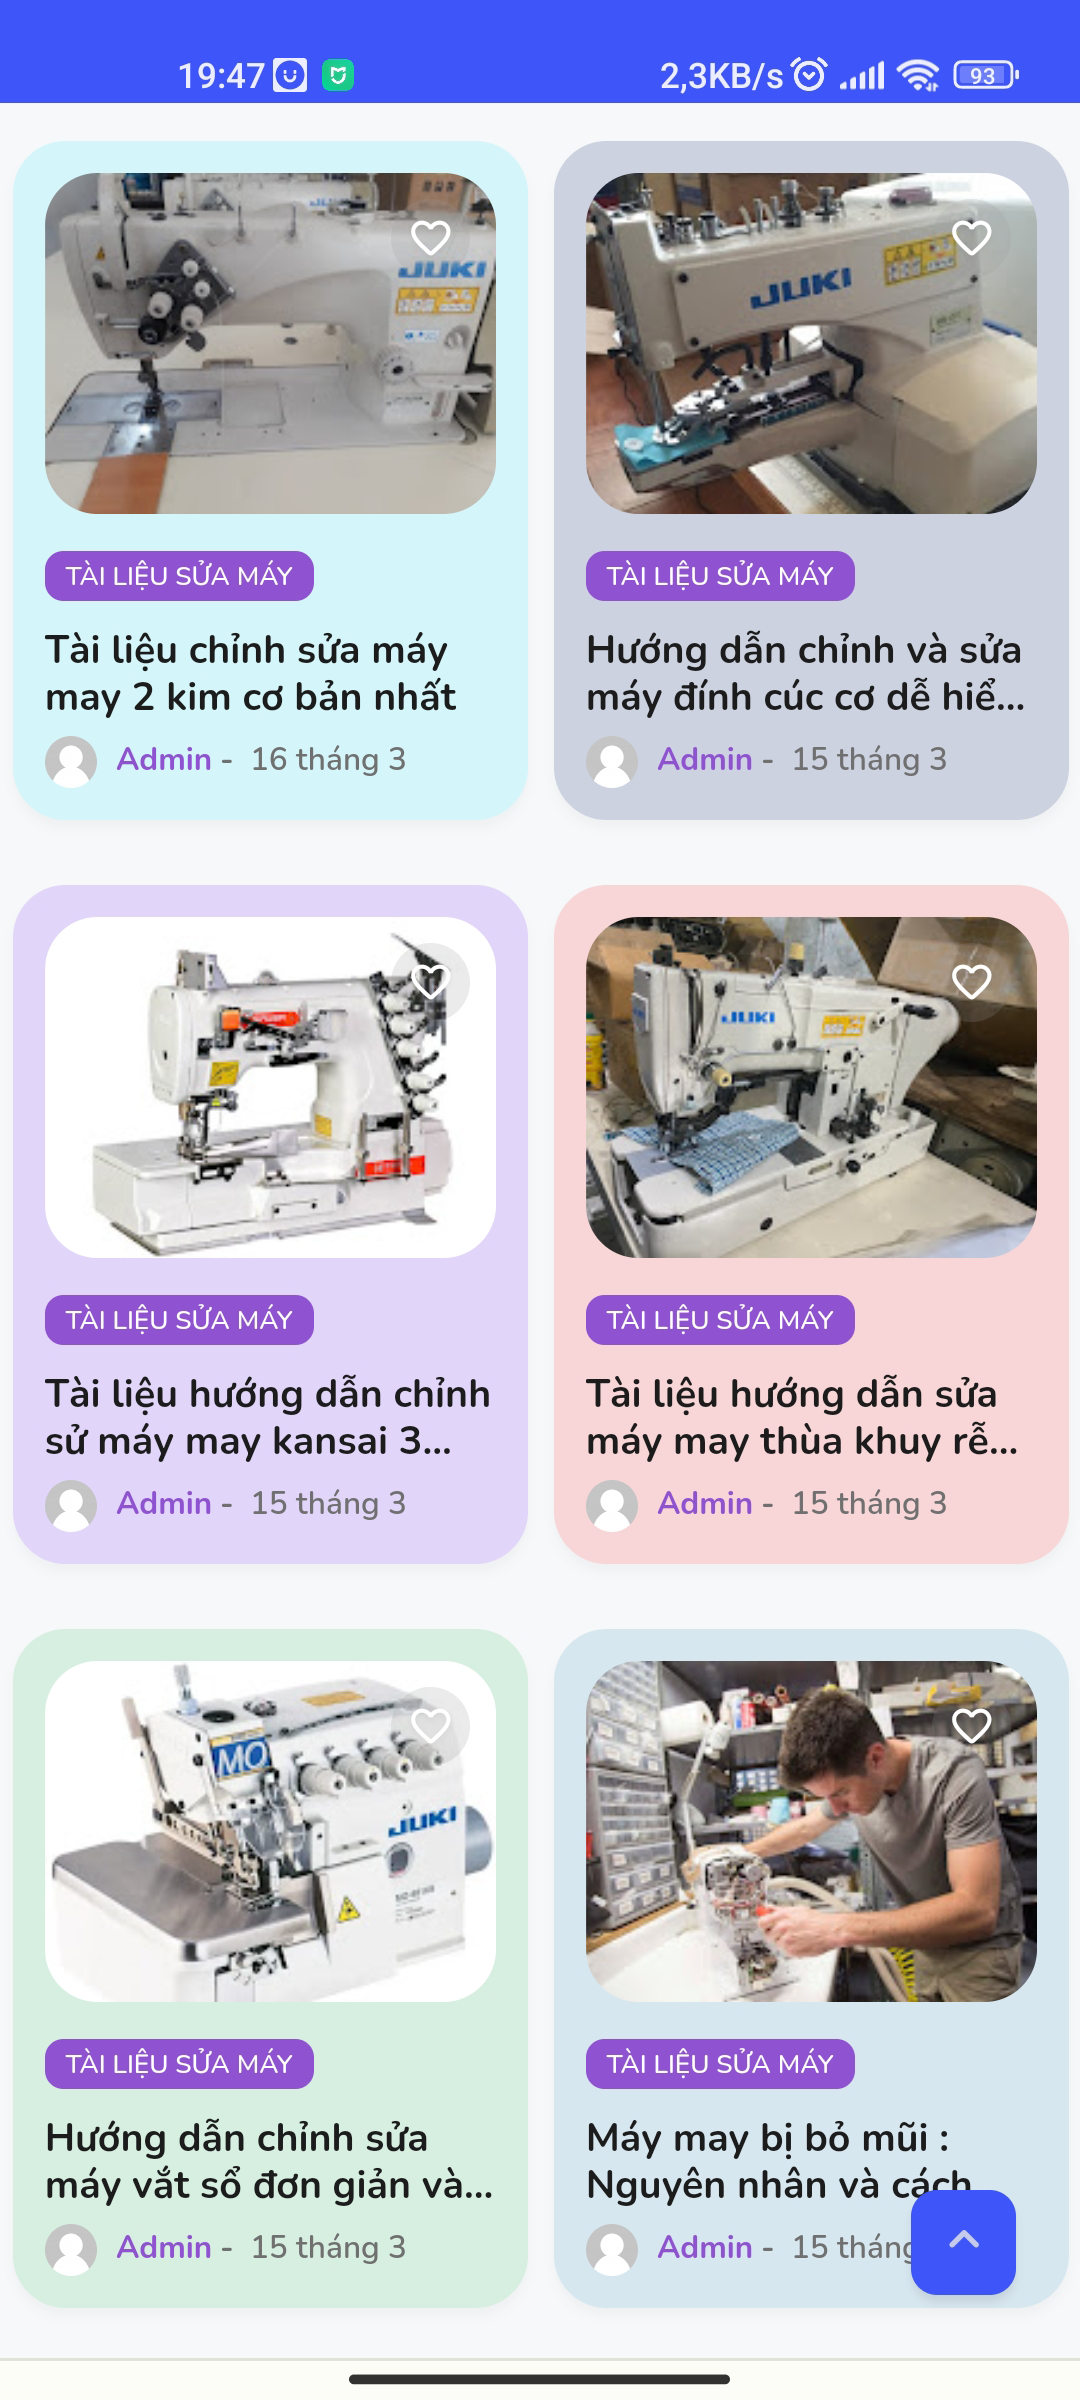 19:47
2,3KB/s
93
JUKI
JUKI
TÀI LIỆU SỬA MÁY
Tài liệu chỉnh sửa máy
may 2 kim cơ bản nhất
Admin - 16 tháng 3
TÀI LIỆU SỬA MÁY
Hướng dẫn chỉnh và sửa
máy đính cúc cơ dễ hiể...
Admin - 15 tháng 3
JUKI
TÀI LIỆU SỬA MÁY
Tài liệu hướng dẫn chỉnh
sử máy may kansai 3...
Admin - 15 tháng 3
TÀI LIỆU SỬA MÁY
Tài liệu hướng dẫn sửa
máy may thùa khuy rễ...
Admin - 15 tháng 3
MO
JUKI
TÀI LIỆU SỬA MÁY
Hướng dẫn chỉnh sửa
máy vắt sổ đơn giản và...
Admin - 15 tháng 3
TÀI LIỆU SỬA MÁY
Máy may bị bỏ mũi :
Nguyên nhân và cách
Admin - 15 tháng